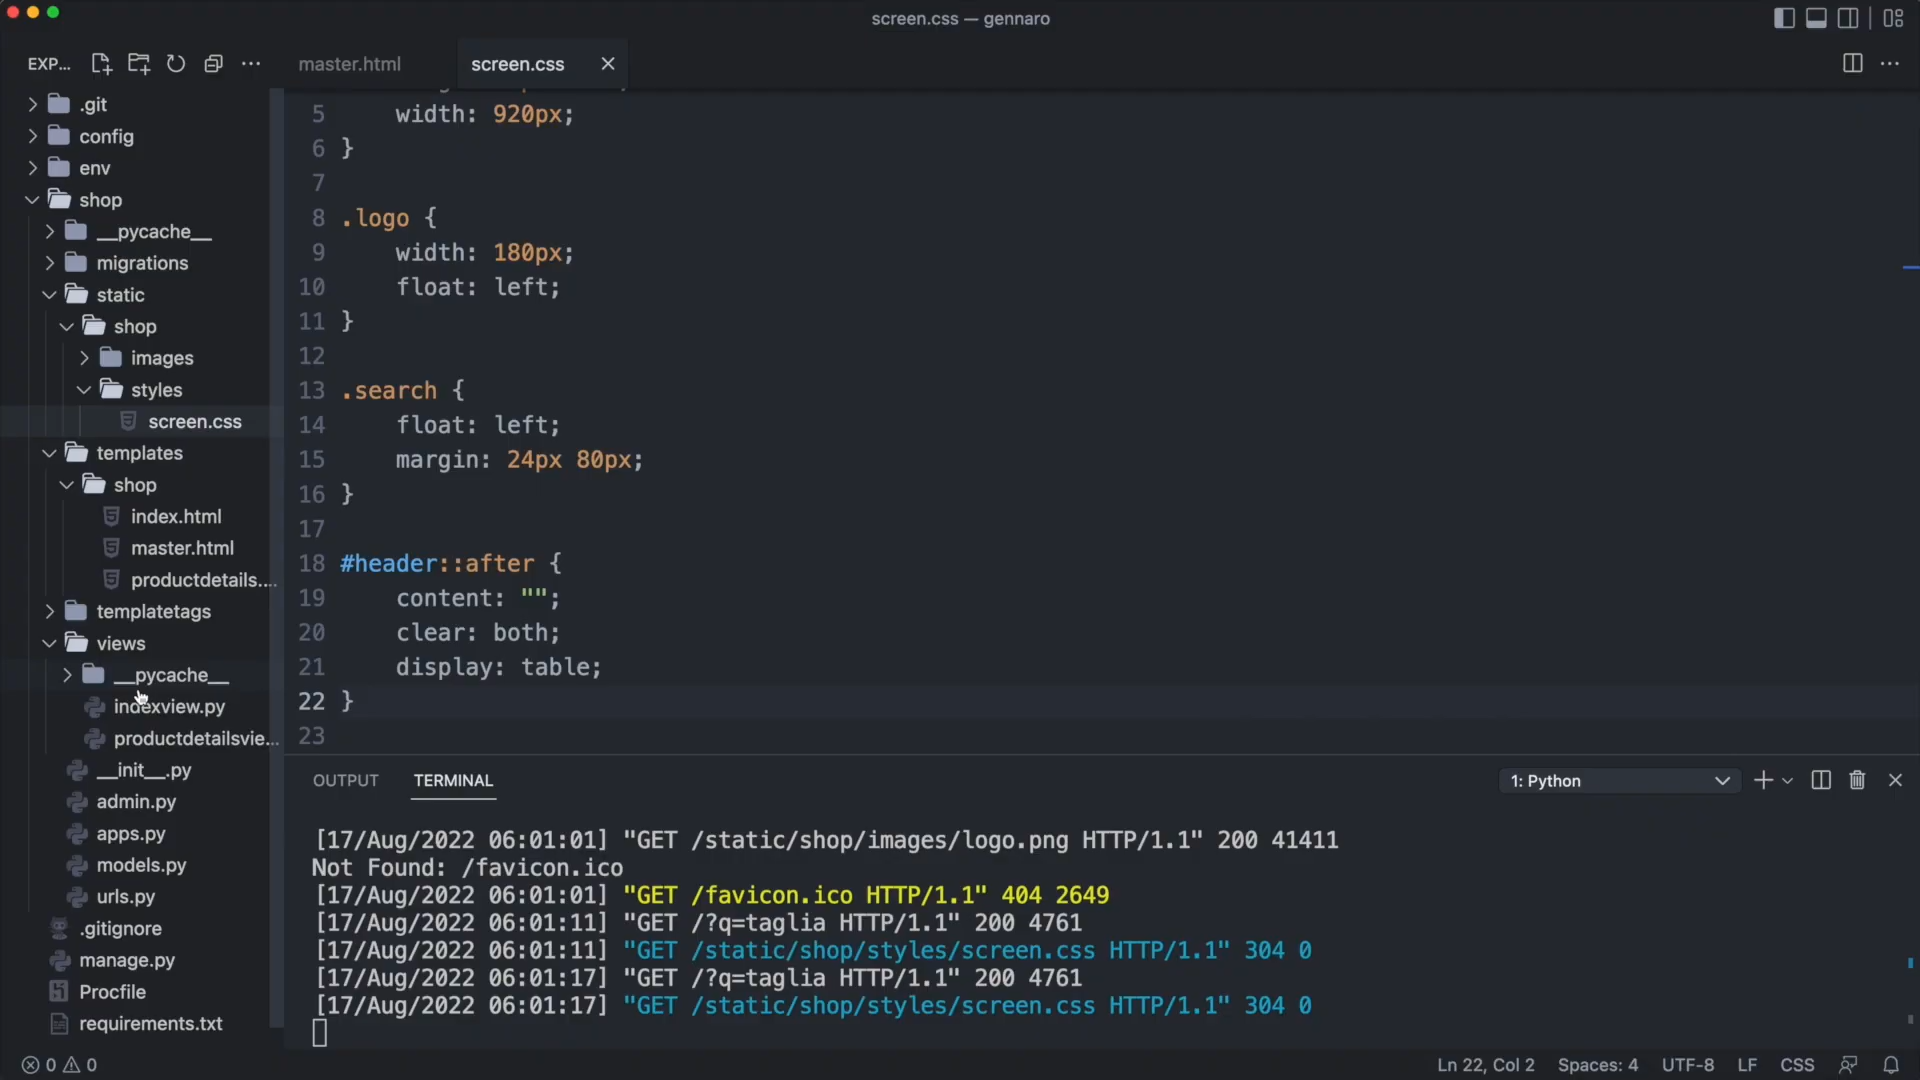 screen.css — gennaro
EXP...
master.html
screen.css
.git
config
env
shop
__pycache__
migrations
static
shop
images
styles
screen.css
templates
shop
index.html
master.html
productdetails....
templatetags
views
__pycache__
indexview.py
productdetailsvie...
__init__.py
admin.py
apps.py
models.py
urls.py
.gitignore
manage.py
Procfile
requirements.txt
5 width: 920px;
6 }
7
8 .logo {
9 width: 180px;
10 float: left;
11 }
12
13 .search {
14 float: left;
15 margin: 24px 80px;
16 }
17
18 #header::after {
19 content: "";
20 clear: both;
21 display: table;
22 }
23
OUTPUT TERMINAL
1: Python
[17/Aug/2022 06:01:01] "GET /static/shop/images/logo.png HTTP/1.1" 200 41411
Not Found: /favicon.ico
[17/Aug/2022 06:01:01] "GET /favicon.ico HTTP/1.1" 404 2649
[17/Aug/2022 06:01:11] "GET /?q=taglia HTTP/1.1" 200 4761
[17/Aug/2022 06:01:11] "GET /static/shop/styles/screen.css HTTP/1.1" 304 0
[17/Aug/2022 06:01:17] "GET /?q=taglia HTTP/1.1" 200 4761
[17/Aug/2022 06:01:17] "GET /static/shop/styles/screen.css HTTP/1.1" 304 0
0 0
Ln 22, Col 2 Spaces: 4 UTF-8 LF CSS